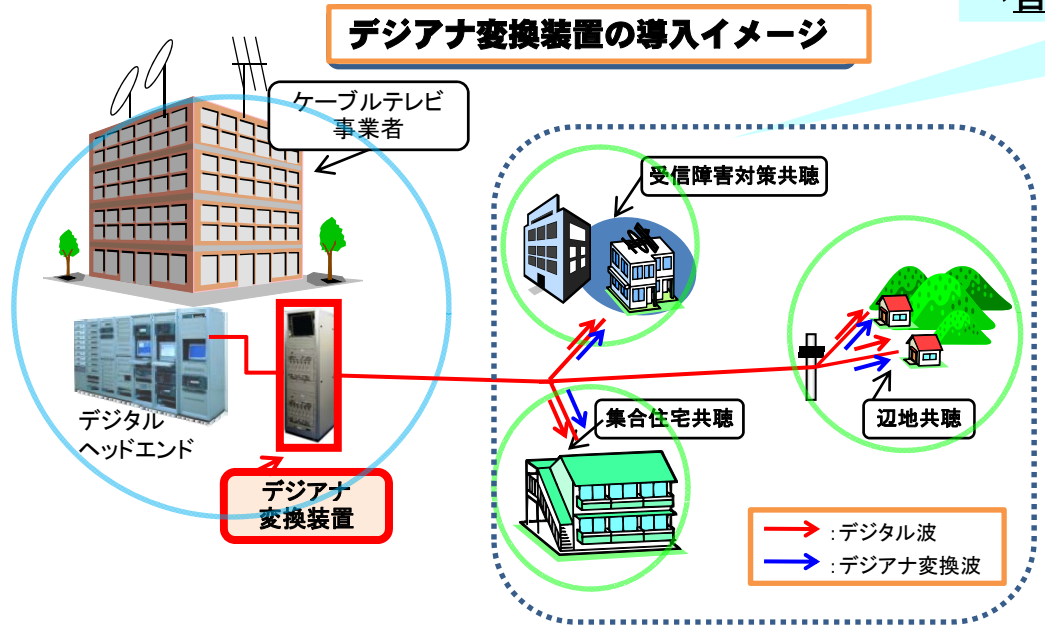 デジアナ変換装置の導入イメージ
ケーブルテレビ
事業者
受信障害対策共聴
デジタル
ヘッドエンド
集合住宅共聴
辺地共聴
デジアナ
変換装置
:デジタル波
:デジアナ変換波